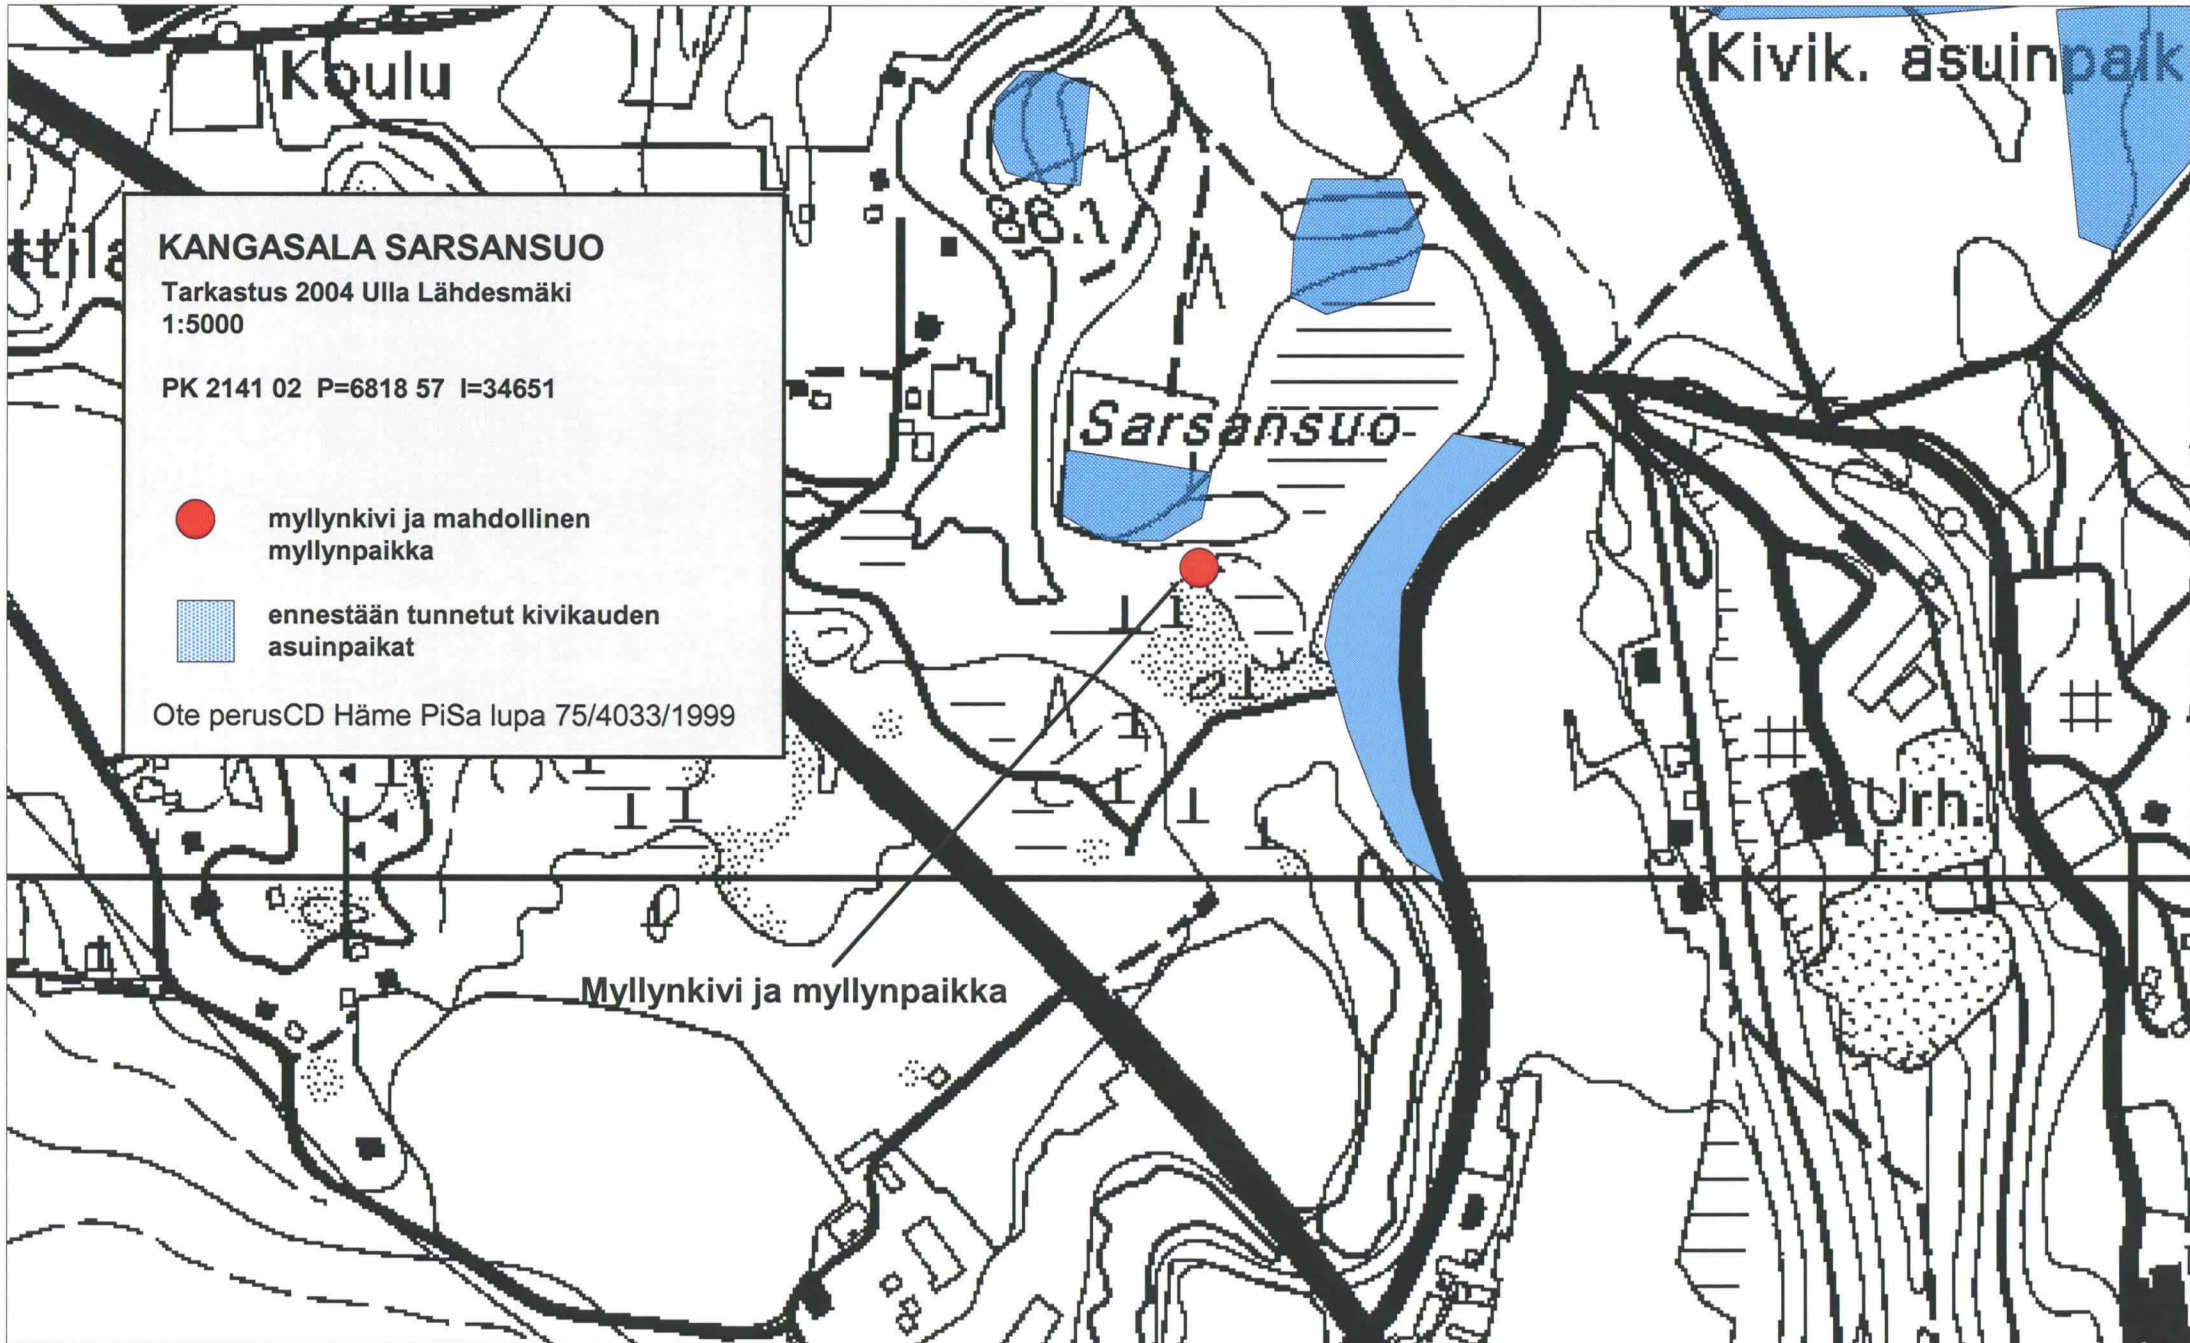 Koulu
Kivik. asuinpaik
ttila
86.1
KANGASALA SARSANSUO
Tarkastus 2004 Ulla Lähdesmäki
1:5000
PK 2141 02 P=6818 57 I=34651
myllynkivi ja mahdollinen
myllynpaikka
ennestään tunnetut kivikauden
asuinpaikat
Ote perusCD Häme PiSa lupa 75/4033/1999
Sarsansuo
Urh.
Myllynkivi ja myllynpaikka